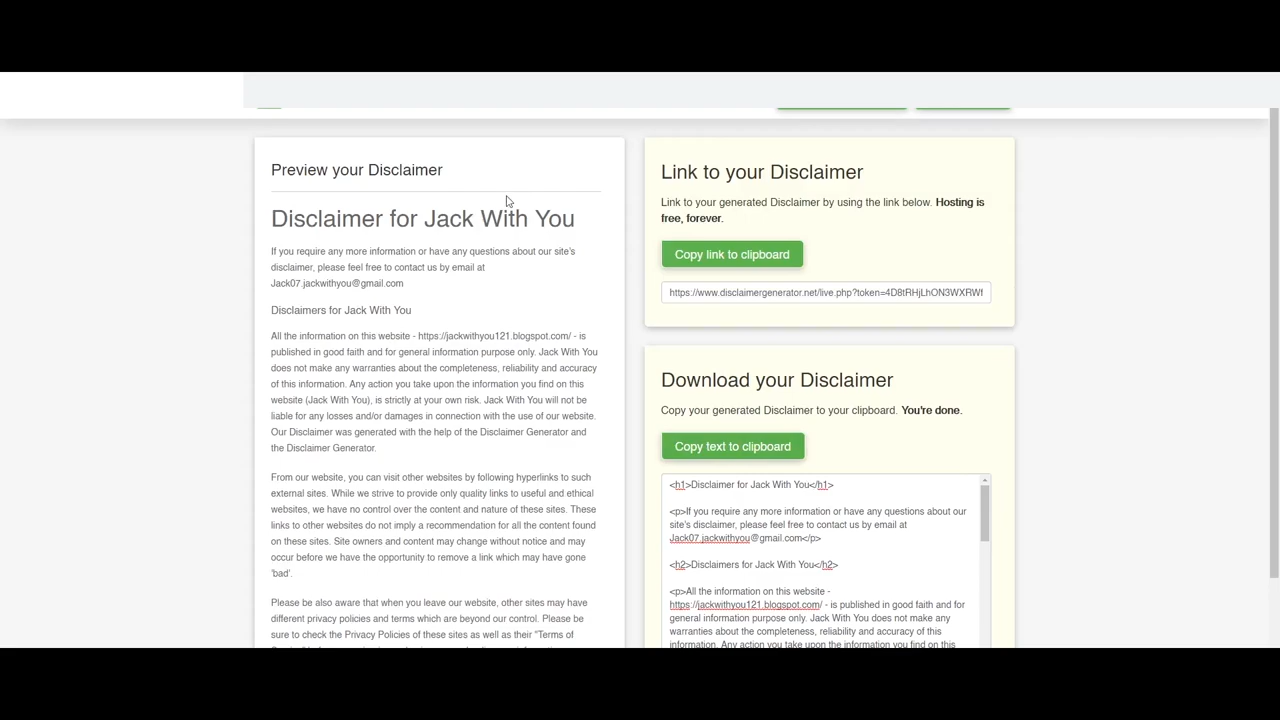 Preview your Disclaimer
Disclaimer for Jack With You
If you require any more information or have any questions about our site's
disclaimer, please feel free to contact us by email at
Jack07.jackwithyou@gmail.com
Disclaimers for Jack With You
All the information on this website - https://jackwithyou121.blogspot.com/ - is
published in good faith and for general information purpose only. Jack With You
does not make any warranties about the completeness, reliability and accuracy
of this information. Any action you take upon the information you find on this
website (Jack With You), is strictly at your own risk. Jack With You will not be
liable for any losses and/or damages in connection with the use of our website.
Our Disclaimer was generated with the help of the Disclaimer Generator and
the Disclaimer Generator.
From our website, you can visit other websites by following hyperlinks to such
external sites. While we strive to provide only quality links to useful and ethical
websites, we have no control over the content and nature of these sites. These
links to other websites do not imply a recommendation for all the content found
on these sites. Site owners and content may change without notice and may
occur before we have the opportunity to remove a link which may have gone
'bad'.
Please be also aware that when you leave our website, other sites may have
different privacy policies and terms which are beyond our control. Please be
sure to check the Privacy Policies of these sites as well as their "Terms of
Link to your Disclaimer
Link to your generated Disclaimer by using the link below. Hosting is
free, forever.
Copy link to clipboard
https://www.disclaimergenerator.net/live.php?token=4D8tRHjLhON3WXRWf
Download your Disclaimer
Copy your generated Disclaimer to your clipboard. You're done.
Copy text to clipboard
<h1>Disclaimer for Jack With You</h1>
<p>If you require any more information or have any questions about our
site's disclaimer, please feel free to contact us by email at
Jack07.jackwithyou@gmail.com</p>
<h2>Disclaimers for Jack With You</h2>
<p>All the information on this website -
https://jackwithyou121.blogspot.com/ - is published in good faith and for
general information purpose only. Jack With You does not make any
warranties about the completeness, reliability and accuracy of this
information. Any action you take upon the information you find on this